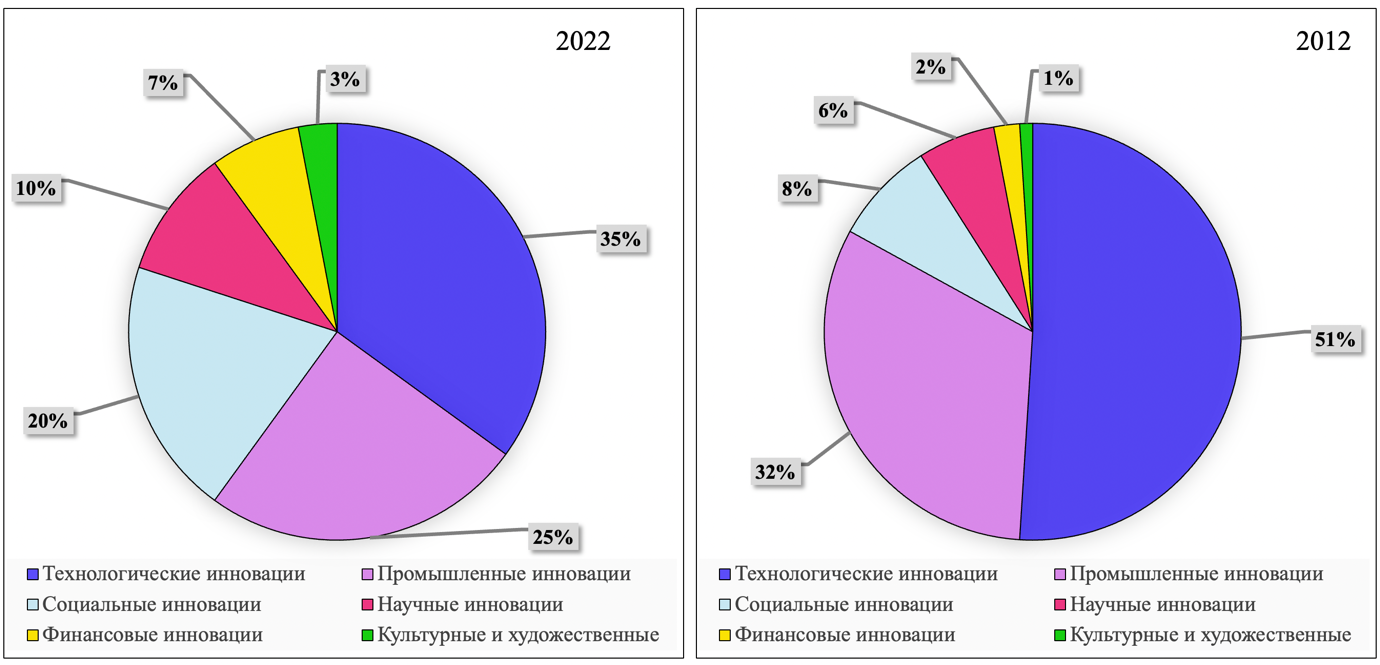 2022
3%
7%
10%
35%
20%
25%
Технологические инновации Промышленные инновации
Социальные инновации Научные инновации
Финансовые инновации Культурные и художественные
2012
2%
1%
6%
8%
51%
32%
Технологические инновации Промышленные инновации
Социальные инновации Научные инновации
Финансовые инновации Культурные и художественные